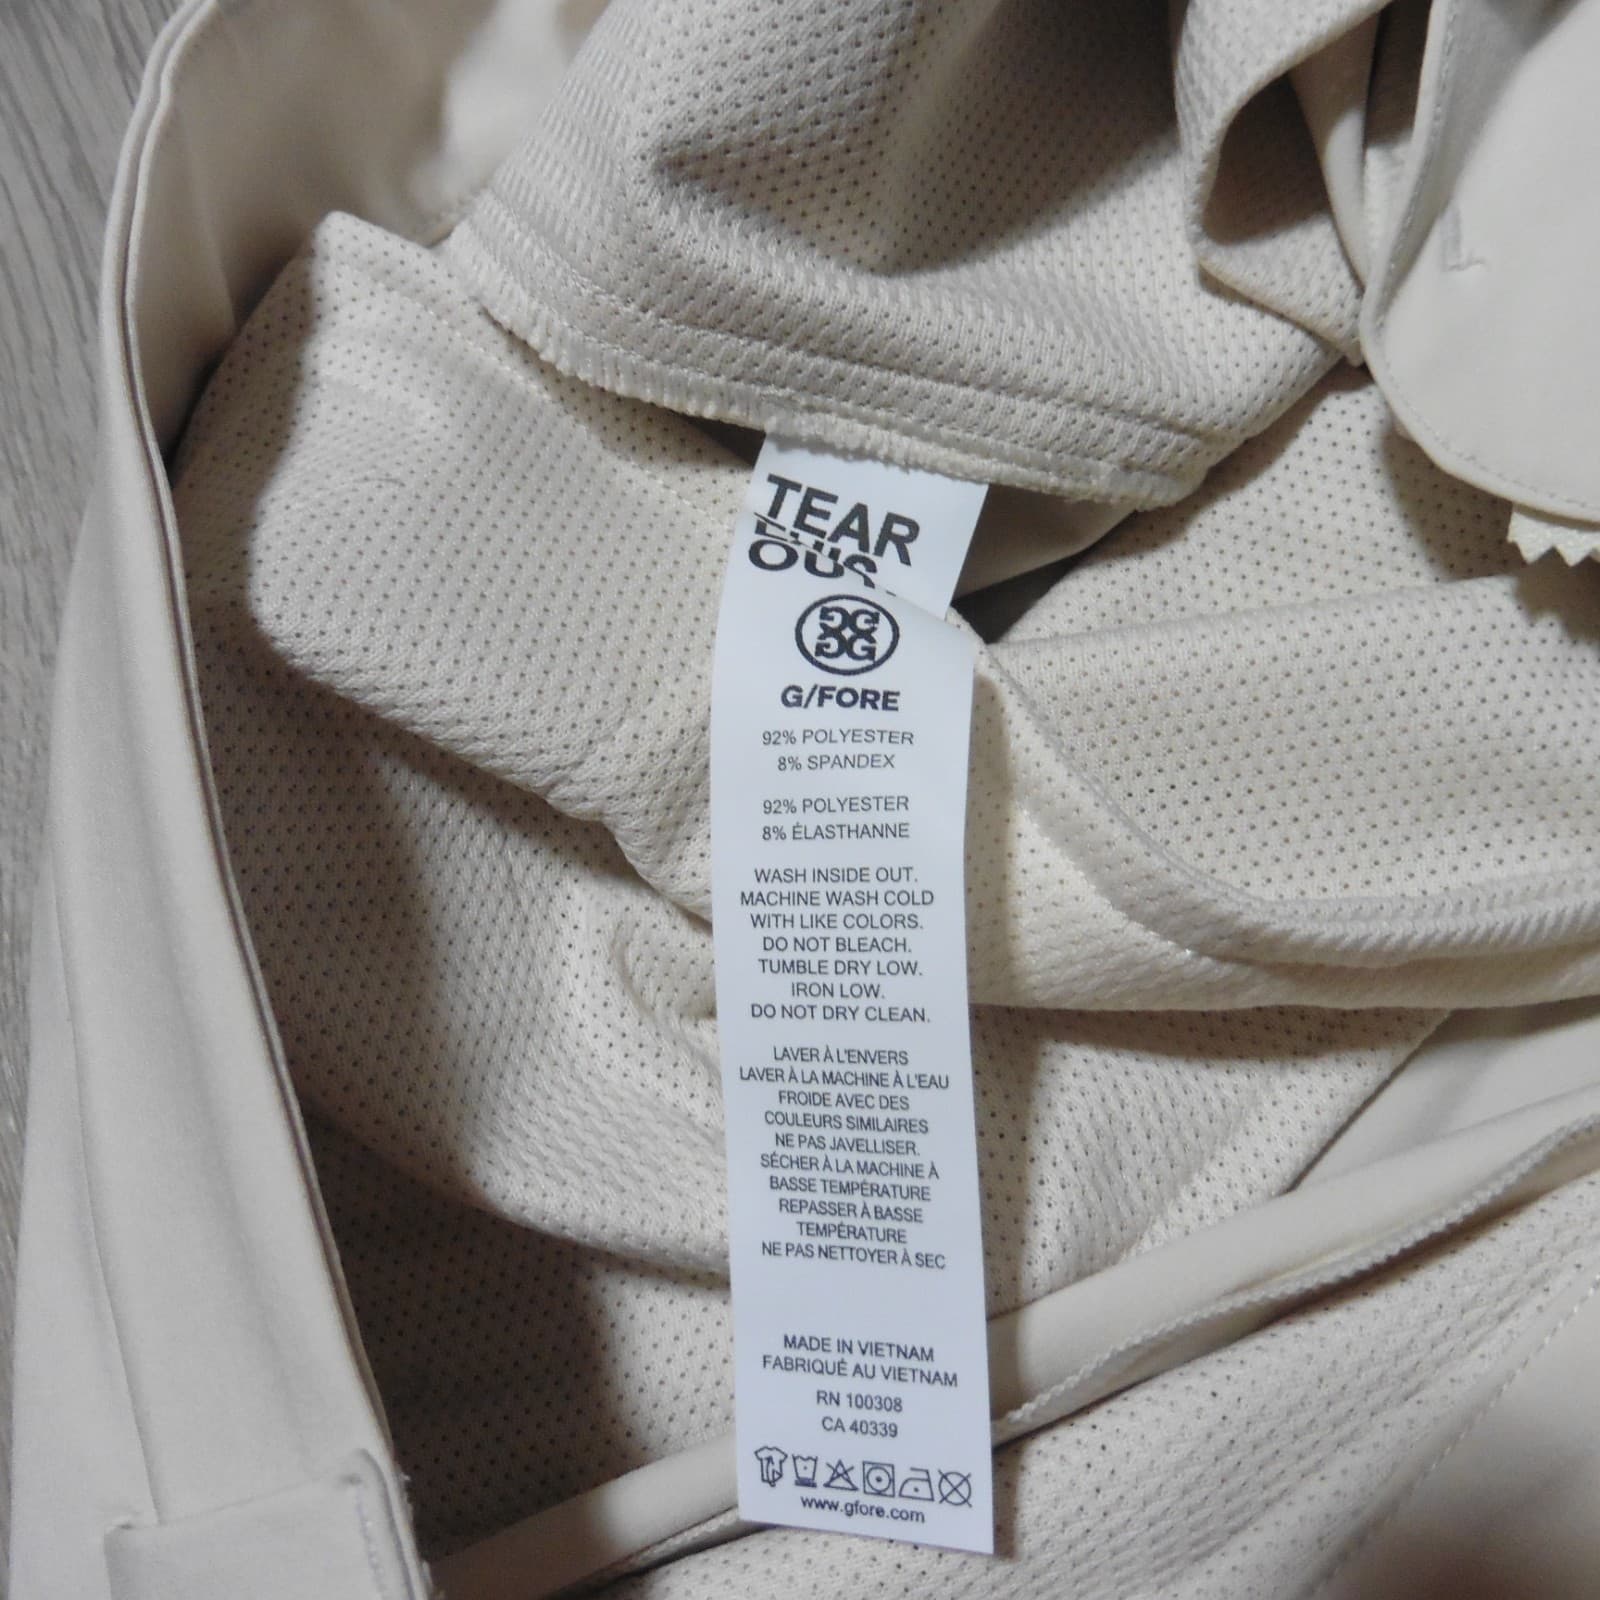 TEAR
OUS
G/FORE
92% POLYESTER
8% SPANDEX
92% POLYESTER
8% ÉLASTHANNE
WASH INSIDE OUT.
MACHINE WASH COLD
WITH LIKE COLORS.
DO NOT BLEACH.
TUMBLE DRY LOW.
IRON LOW.
DO NOT DRY CLEAN.
LAVER À L'ENVERS
LAVER À LA MACHINE À L'EAU
FROIDE AVEC DES
COULEURS SIMILAIRES
NE PAS JAVELLISER.
SÉCHER À LA MACHINE À
BASSE TEMPÉRATURE
REPASSER À BASSE
TEMPÉRATURE
NE PAS NETTOYER À SEC
MADE IN VIETNAM
FABRIQUÉ AU VIETNAM
RN 100308
CA 40339
www.gfore.com